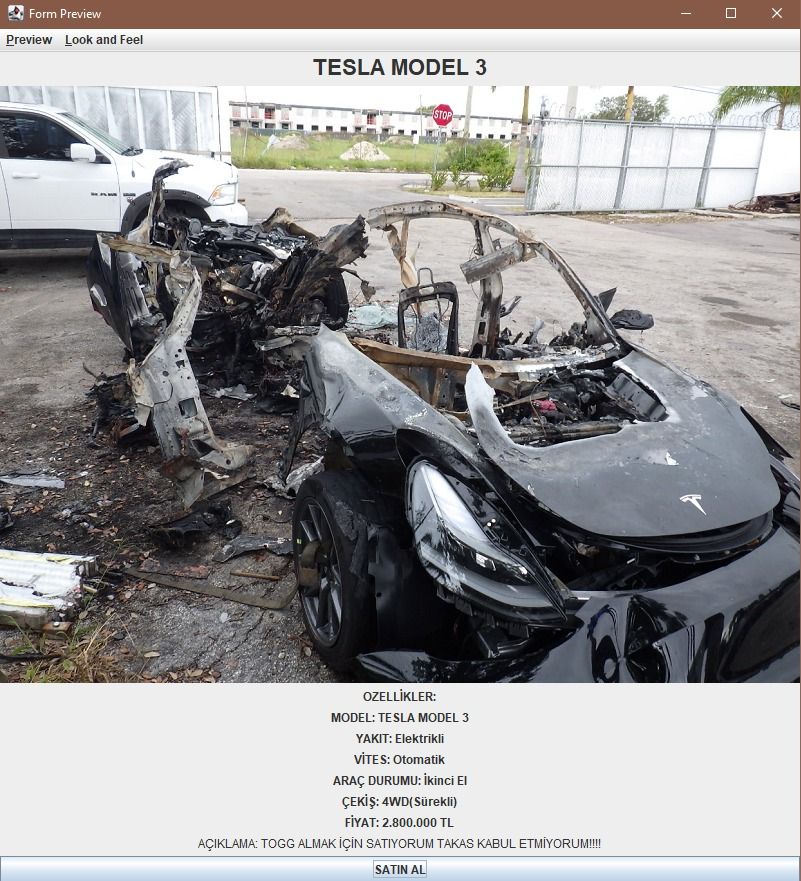 Form Preview
Preview Look and Feel
TESLA MODEL 3
STOP
RAM
OZELLİKLER:
MODEL: TESLA MODEL 3
YAKIT: Elektrikli
VİTES: Otomatik
ARAÇ DURUMU: İkinci El
ÇEKİŞ: 4WD(Sürekli)
FİYAT: 2.800.000 TL
AÇIKLAMA: TOGG ALMAK İÇİN SATIYORUM TAKAS KABUL ETMİYORUM!!!!
SATIN AL